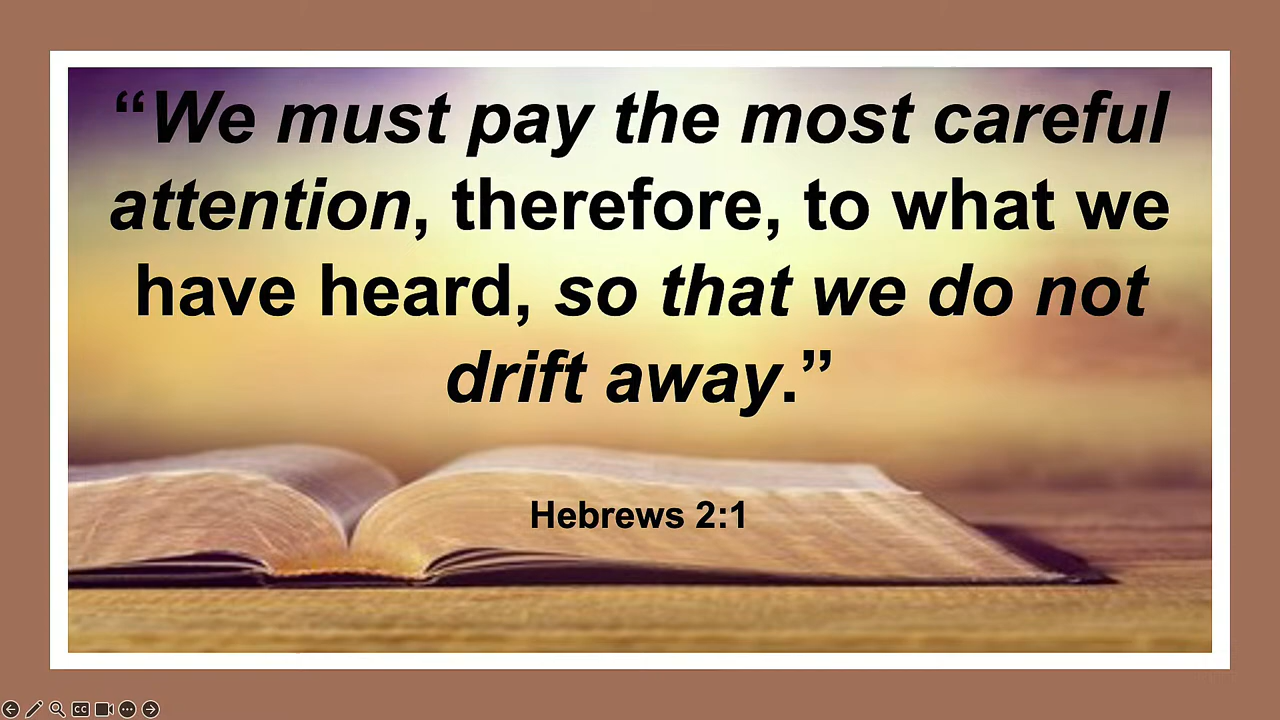 “We must pay the most careful
attention, therefore, to what we
have heard, so that we do not
drift away.”
Hebrews 2:1
CC